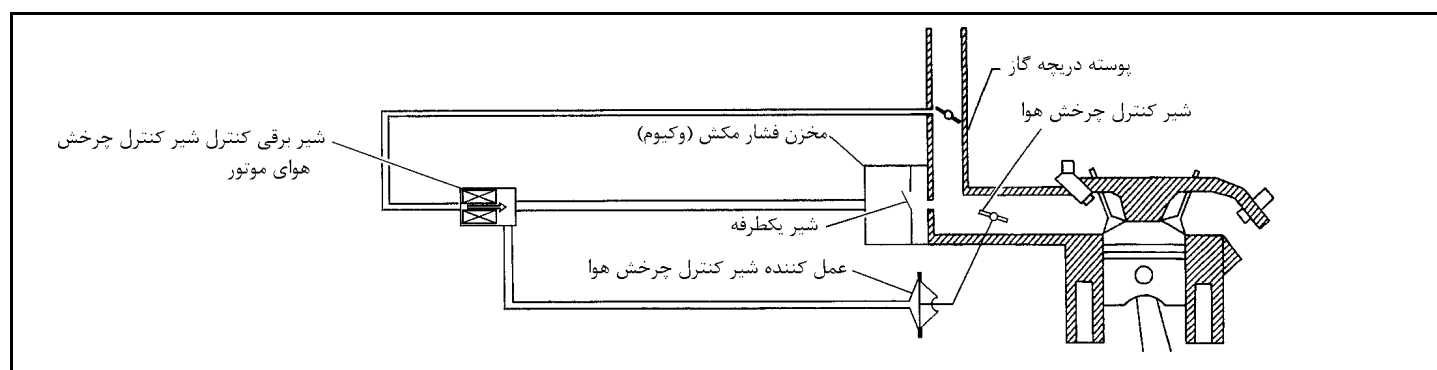 پوسته دریچه گاز
شیر کنترل چرخش هوا
مخزن فشار مکش (وکیوم)
شیر برقی کنترل شیر کنترل چرخش
هوای موتور
شیر یکطرفه
عمل کننده شیر کنترل چرخش هوا